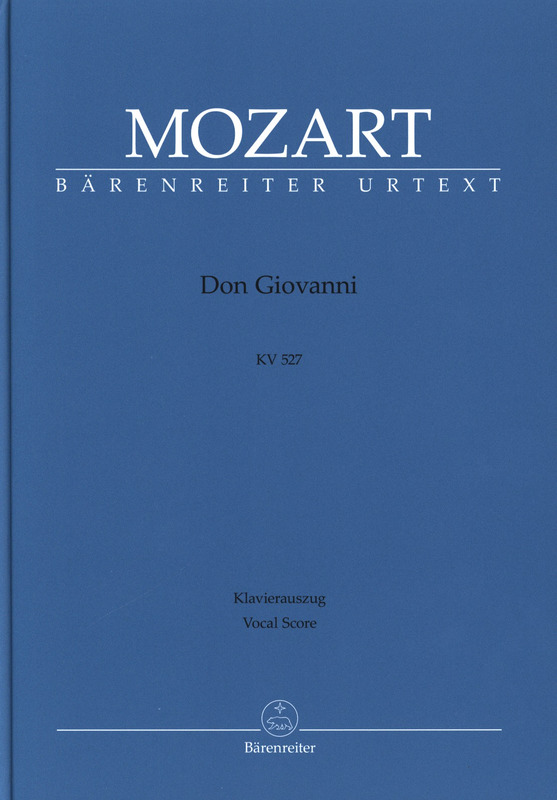 MOZART
BÄRENREITER URTEXT
Don Giovanni
KV 527
Klavierauszug
Vocal Score
Bärenreiter